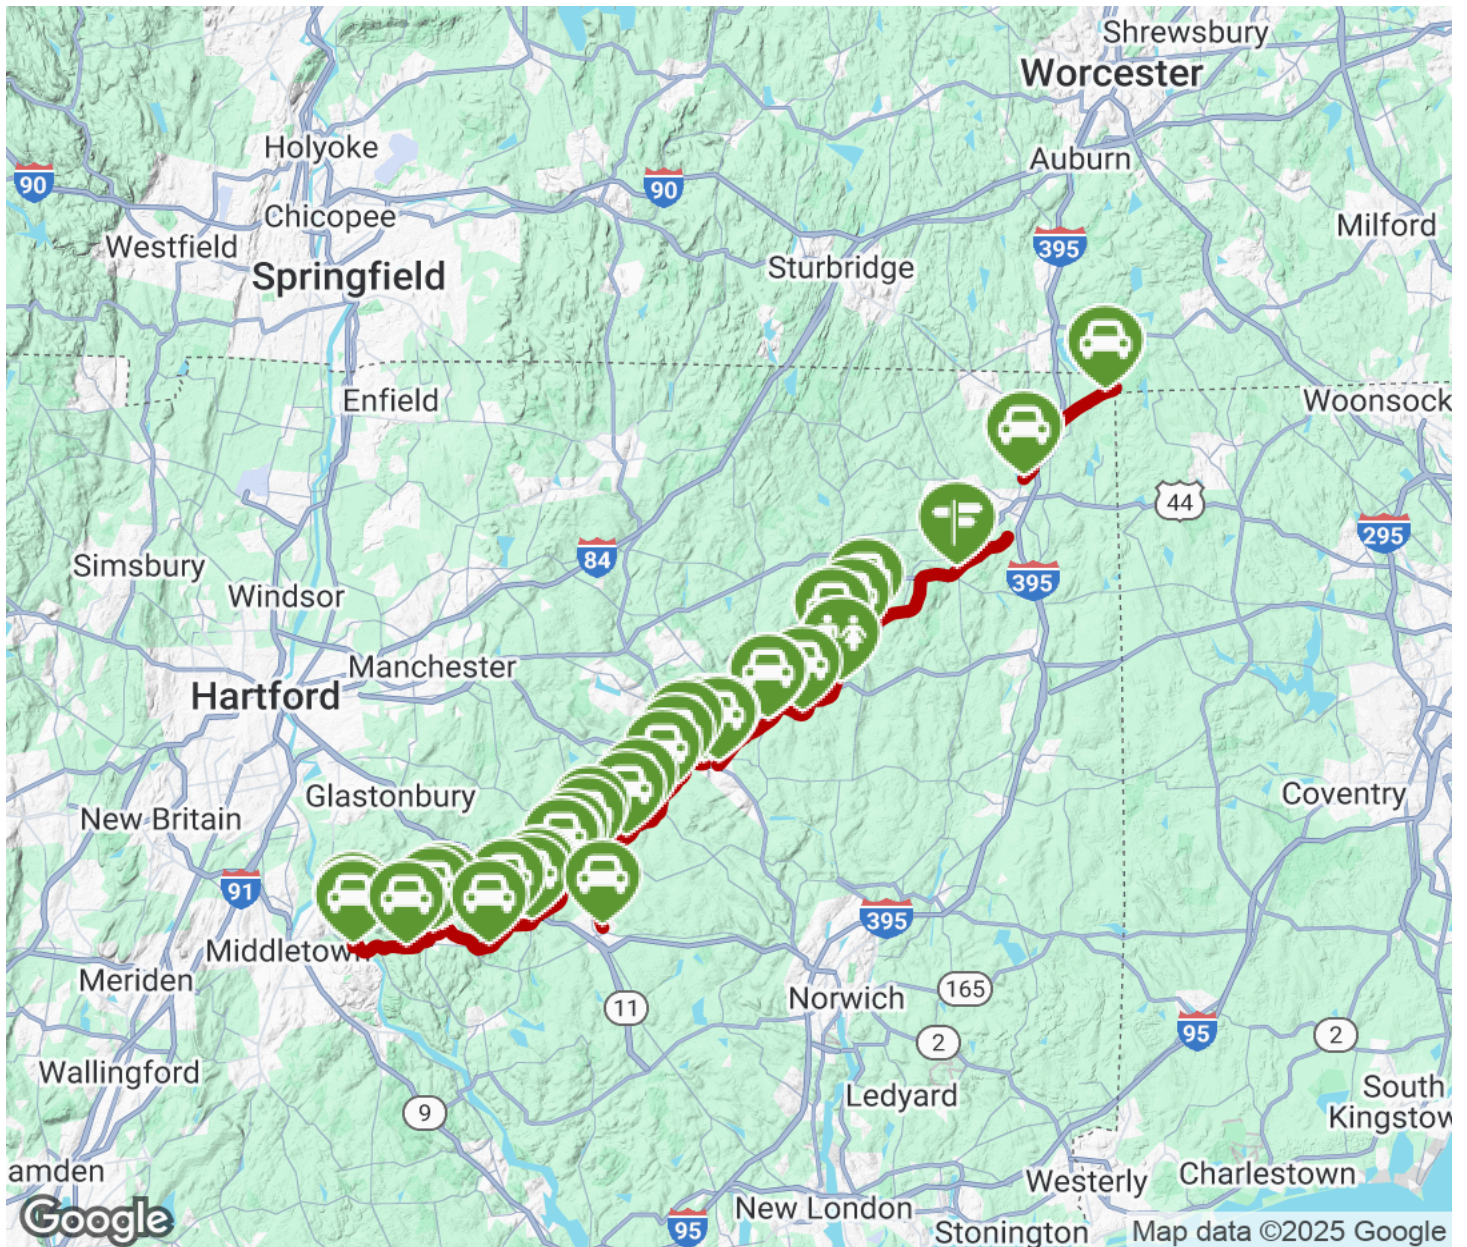 Shrewsbury
Worcester
Holyoke
Auburn
90
90
Chicopee
Milford
Westfield
395
Sturbridge
Springfield
Enfield
Woonsock
44
295
84
Simsbury
395
Windsor
Manchester
Hartford
Glastonbury
Coventry
New Britain
91
395
Middletown
Meriden
165
Norwich
11
95
2
2
Wallingford
South
Kingstow
Ledyard
9
amden
Charlestown
Westerly
New London
Google
95
Stonington
Map data ©2025 Google